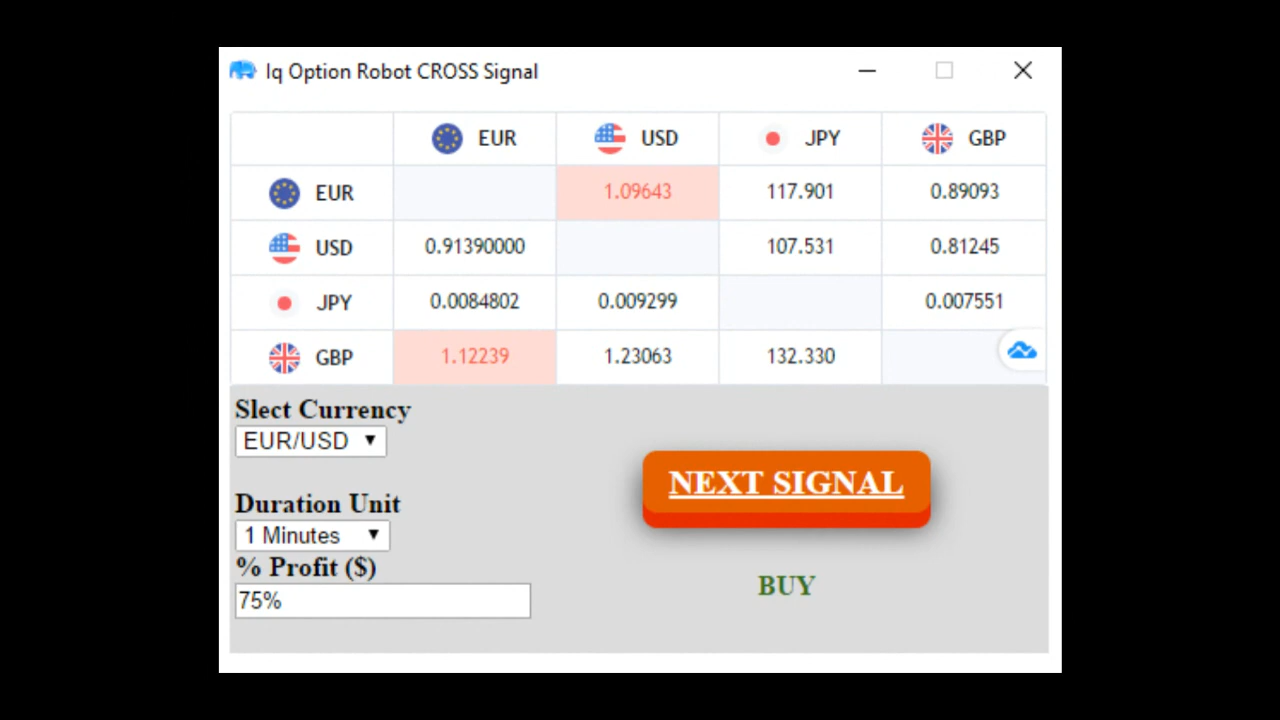 Iq Option Robot CROSS Signal
EUR USD JPY GBP
EUR 1.09643 117.901 0.89093
USD 0.91390000 107.531 0.81245
JPY 0.0084802 0.009299 0.007551
GBP 1.12239 1.23063 132.330
Slect Currency
EUR/USD
NEXT SIGNAL
Duration Unit
1 Minutes
% Profit ($)
75%
BUY